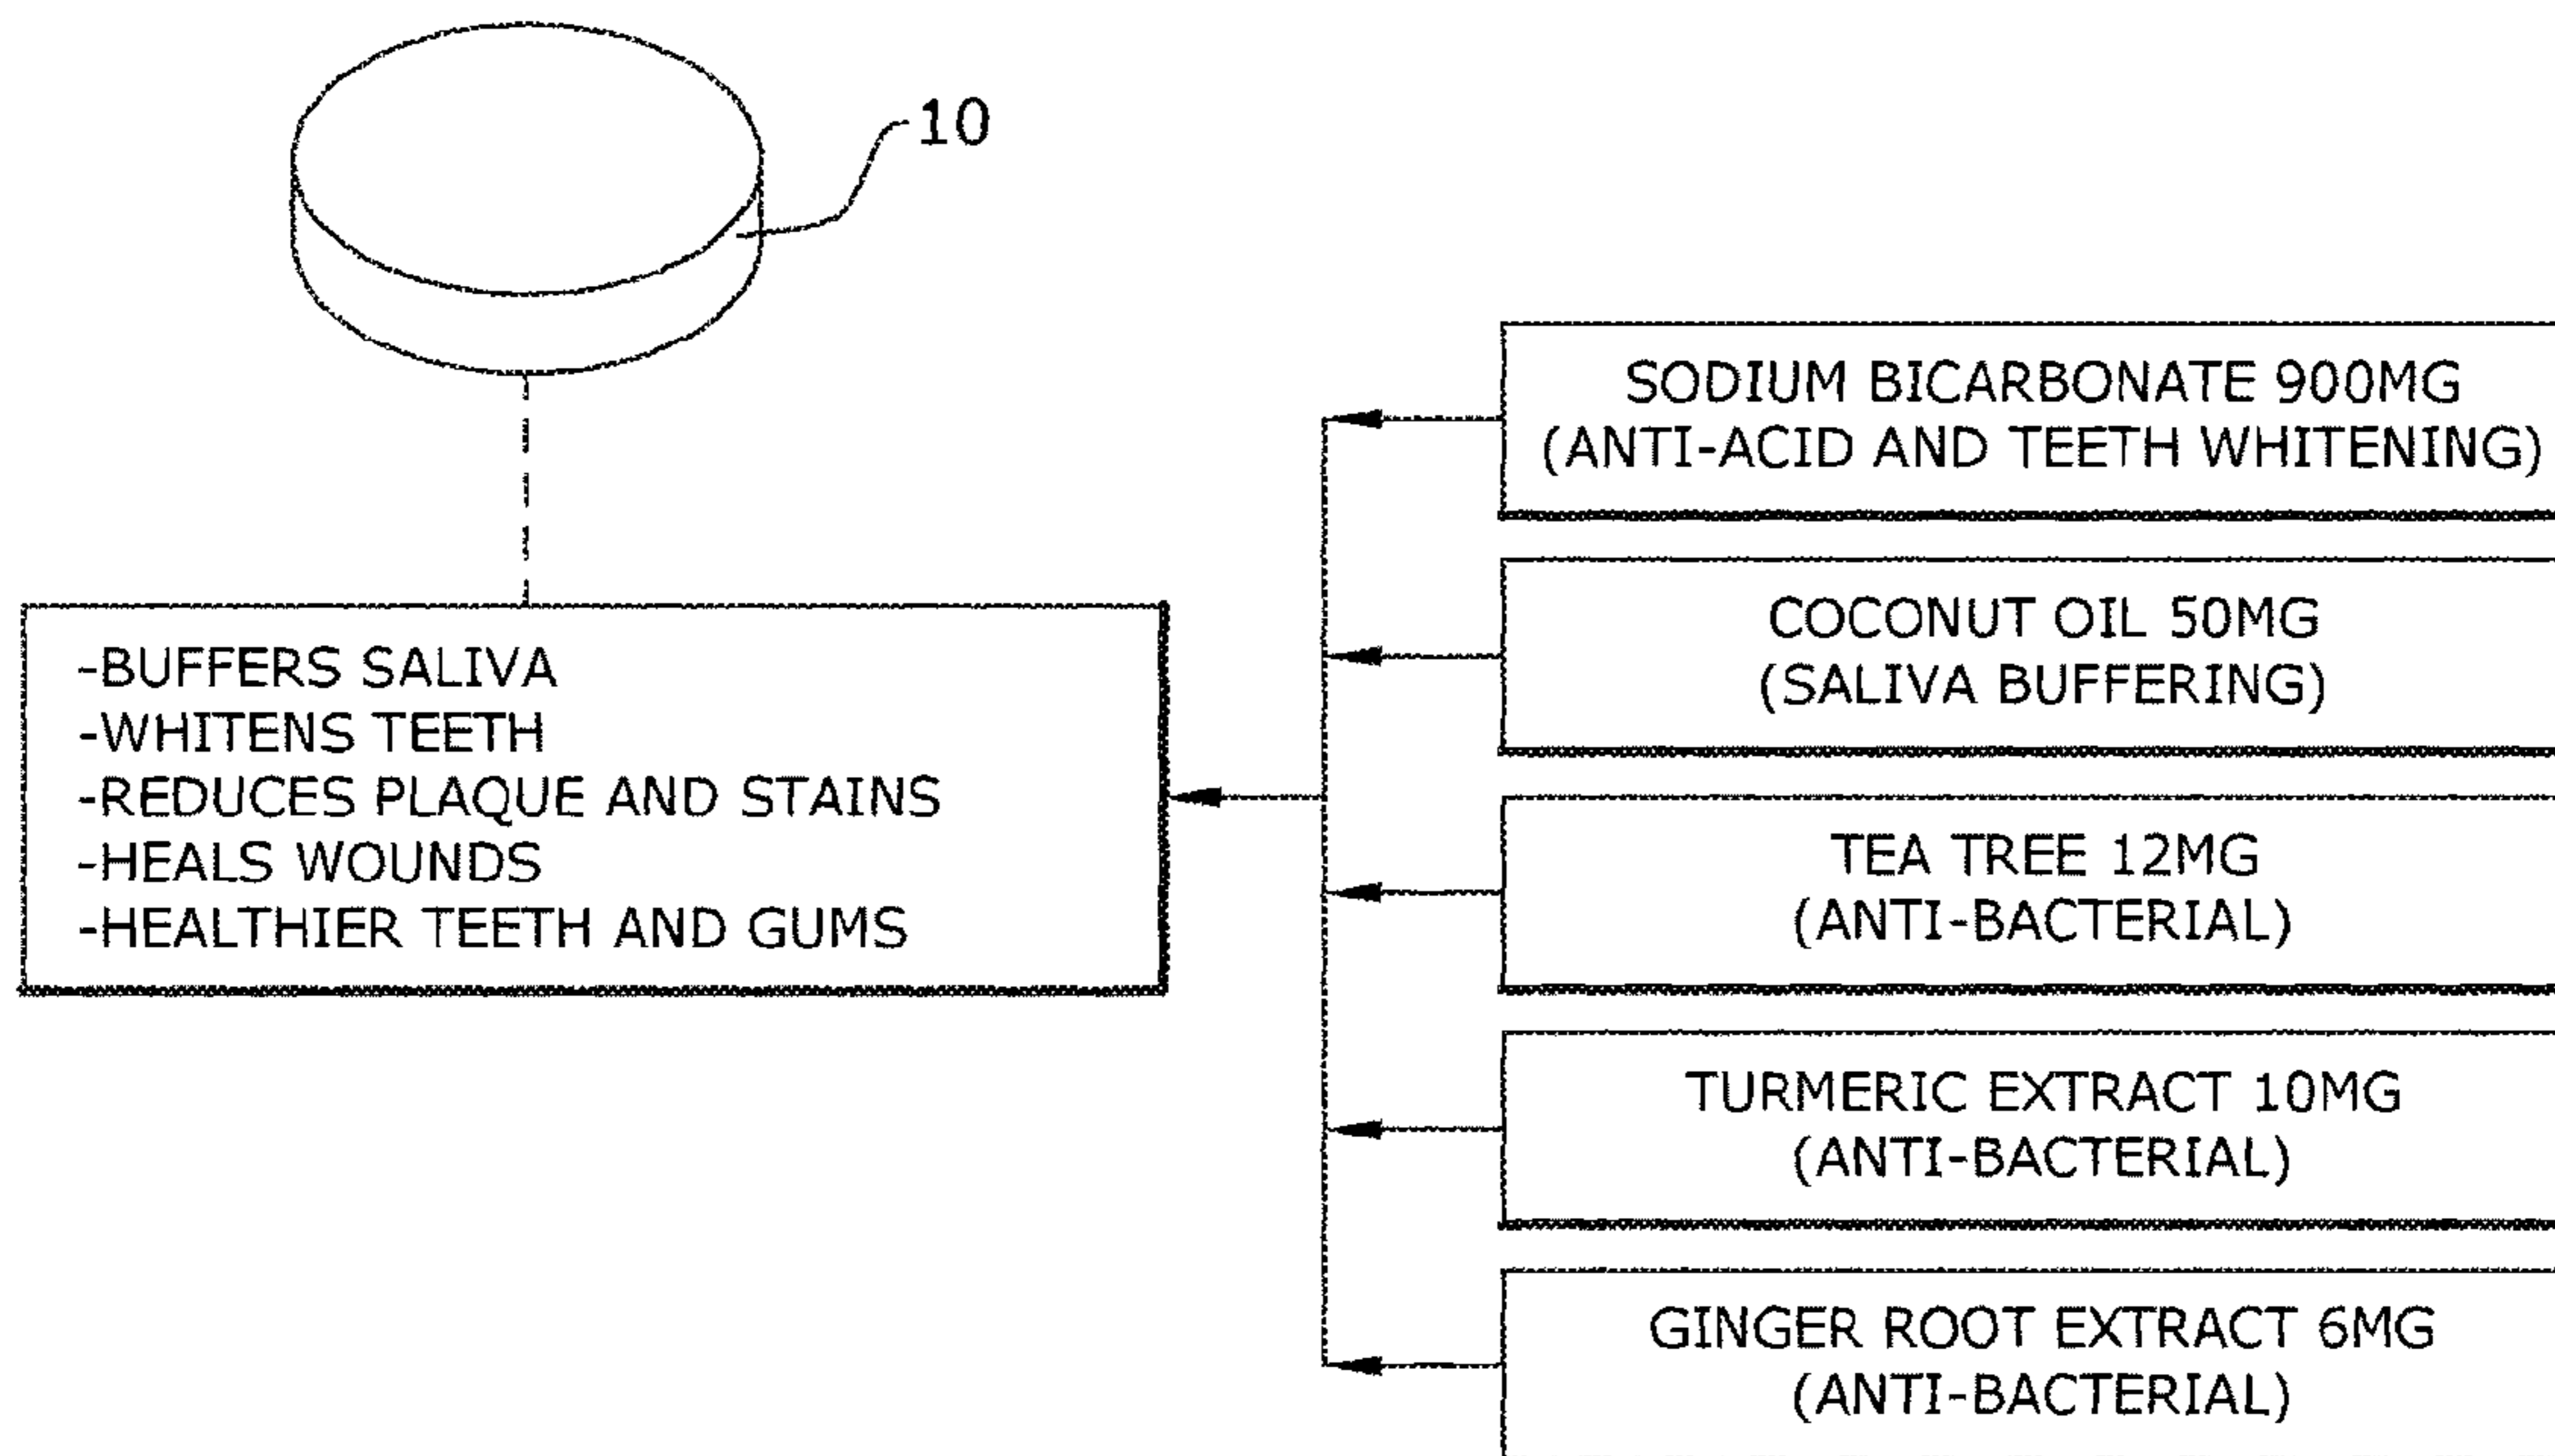 10
-BUFFERS SALIVA
-WHITENS TEETH
-REDUCES PLAQUE AND STAINS
-HEALS WOUNDS
-HEALTHIER TEETH AND GUMS
SODIUM BICARBONATE 900MG
(ANTI-ACID AND TEETH WHITENING)
COCONUT OIL 50MG
(SALIVA BUFFERING)
TEA TREE 12MG
(ANTI-BACTERIAL)
TURMERIC EXTRACT 10MG
(ANTI-BACTERIAL)
GINGER ROOT EXTRACT 6MG
(ANTI-BACTERIAL)